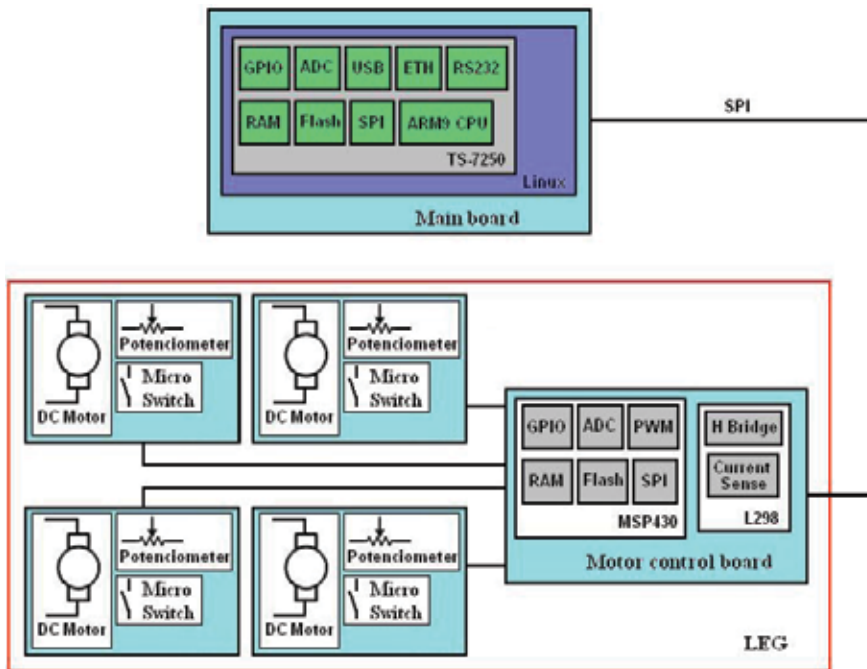 GPIO ADC USB ETH RS232
RAM Flash SPI ARM9 CPU
TS-7250
Linux
Main board
SPI
DC Motor
Potenciometer
Micro
Switch
DC Motor
Potenciometer
Micro
Switch
DC Motor
Potenciometer
Micro
Switch
DC Motor
Potenciometer
Micro
Switch
GPIO ADC PWM
RAM Flash SPI
MSP430
H Bridge
Current
Sense
L298
Motor control board
LEG